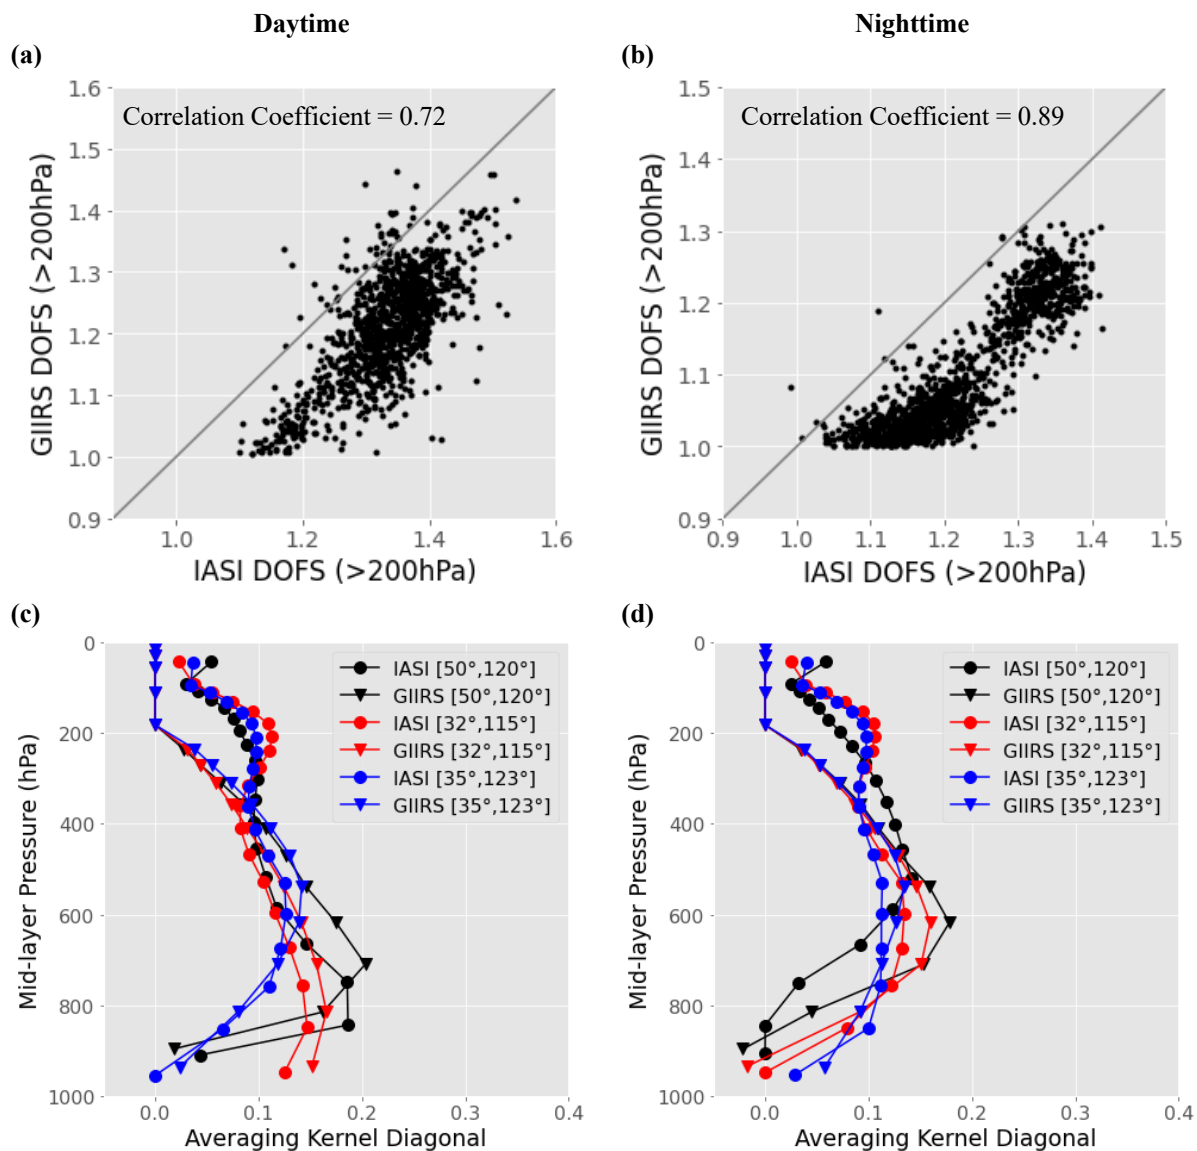 Daytime
Nighttime
(a)
(b)
Correlation Coefficient = 0.72
GIIRS DOFS (>200hPa)
1.6
1.5
1.4
1.3
1.2
1.1
1.0
0.9
1.0
1.2
1.4
1.6
IASI DOFS (>200hPa)
Correlation Coefficient = 0.89
GIIRS DOFS (>200hPa)
1.5
1.4
1.3
1.2
1.1
1.0
0.9
0.9
1.0
1.1
1.2
1.3
1.4
1.5
IASI DOFS (>200hPa)
(c)
(d)
Mid-layer Pressure (hPa)
0
200
400
600
800
1000
IASI [50°,120°]
GIIRS [50°,120°]
IASI [32°,115°]
GIIRS [32°,115°]
IASI [35°,123°]
GIIRS [35°,123°]
0.0
0.1
0.2
0.3
0.4
Averaging Kernel Diagonal
Mid-layer Pressure (hPa)
0
200
400
600
800
1000
IASI [50°,120°]
GIIRS [50°,120°]
IASI [32°,115°]
GIIRS [32°,115°]
IASI [35°,123°]
GIIRS [35°,123°]
0.0
0.1
0.2
0.3
0.4
Averaging Kernel Diagonal